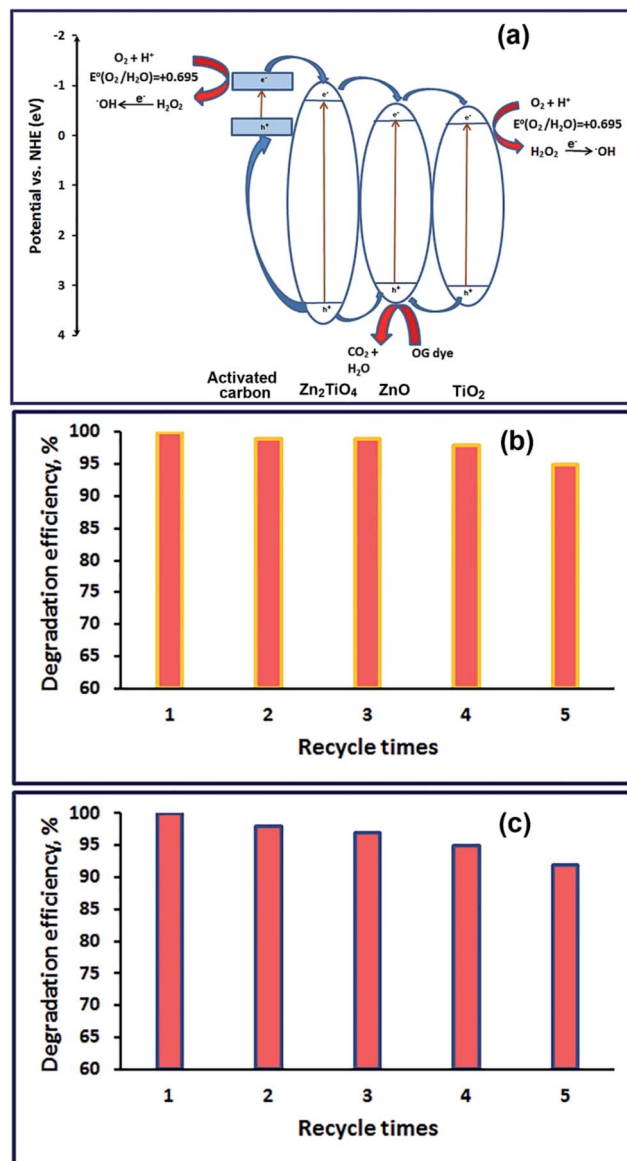 (a)
Potential vs. NHE (eV)
-2
-1
0
1
2
3
4
O₂ + H⁺
E⁰(O₂/H₂O)=+0.695
˙OH ← e⁻ H₂O₂
e⁻
h⁺
e⁻
h⁺
e⁻
h⁺
e⁻
h⁺
O₂ + H⁺
E⁰(O₂/H₂O)=+0.695
H₂O₂ e⁻ → ˙OH
CO₂ +
H₂O
OG dye
Activated
carbon
Zn₂TiO₄
ZnO
TiO₂
(b)
Degradation efficiency, %
100
95
90
85
80
75
70
65
60
1 2 3 4 5
Recycle times
(c)
Degradation efficiency, %
100
95
90
85
80
75
70
65
60
1 2 3 4 5
Recycle times